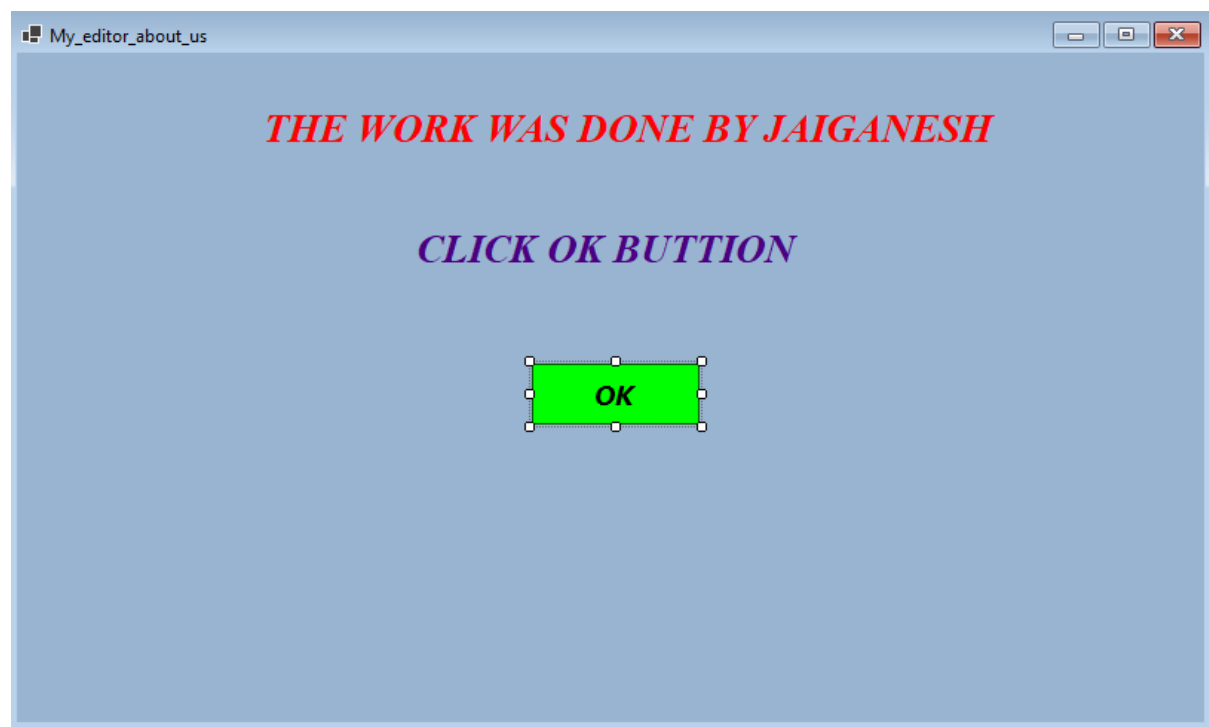 My_editor_about_us
THE WORK WAS DONE BY JAIGANESH
CLICK OK BUTTION
OK